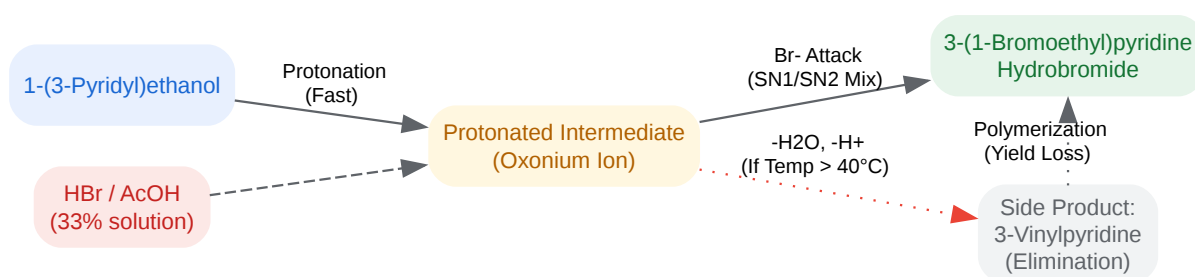 1-(3-Pyridyl)ethanol
HBr / AcOH
(33% solution)
Protonation
(Fast)
Protonated Intermediate
(Oxonium Ion)
Br- Attack
(SN1/SN2 Mix)
-H2O, -H+
(If Temp > 40°C)
3-(1-Bromoethyl)pyridine
Hydrobromide
Polymerization
(Yield Loss)
Side Product:
3-Vinylpyridine
(Elimination)